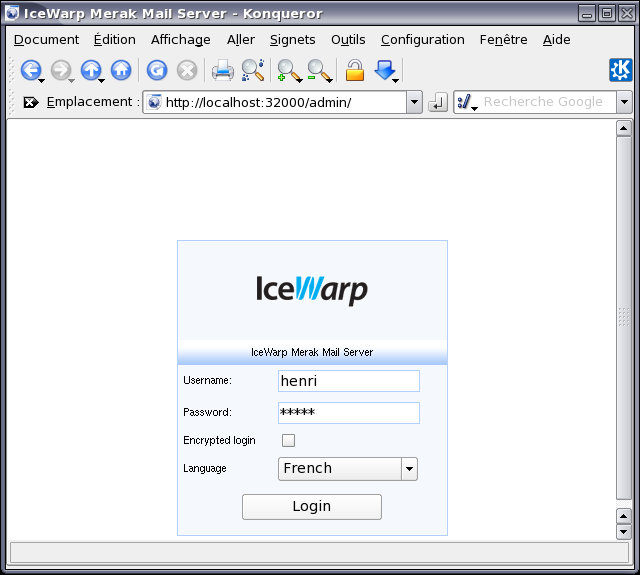 IceWarp Merak Mail Server - Konqueror
Document Édition Affichage Aller Signets Outils Configuration Fenêtre Aide
Emplacement : http://localhost:32000/admin/ Recherche Google
IceWarp
IceWarp Merak Mail Server
Username: henri
Password: *****
Encrypted login
Language French
Login